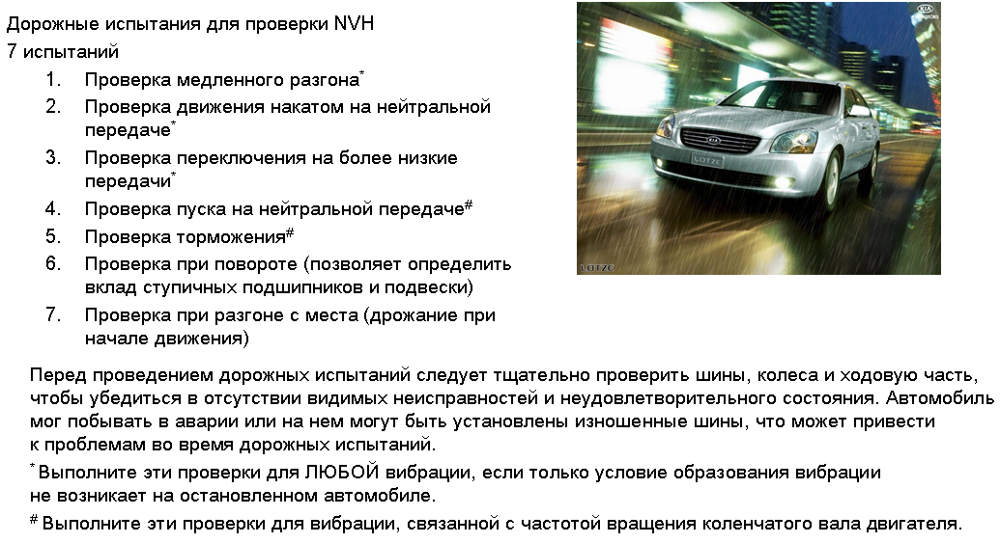 Дорожные испытания для проверки NVH
7 испытаний
1. Проверка медленного разгона*
2. Проверка движения накатом на нейтральной
передаче*
3. Проверка переключения на более низкие
передачи*
4. Проверка пуска на нейтральной передаче#
5. Проверка торможения#
6. Проверка при повороте (позволяет определить
вклад ступичных подшипников и подвески)
7. Проверка при разгоне с места (дрожание при
начале движения)
KIA
KIA
LOTZE
LOTZE
Перед проведением дорожных испытаний следует тщательно проверить шины, колеса и ходовую часть,
чтобы убедиться в отсутствии видимых неисправностей и неудовлетворительного состояния. Автомобиль
мог побывать в аварии или на нем могут быть установлены изношенные шины, что может привести
к проблемам во время дорожных испытаний.
* Выполните эти проверки для ЛЮБОЙ вибрации, если только условие образования вибрации
не возникает на остановленном автомобиле.
# Выполните эти проверки для вибрации, связанной с частотой вращения коленчатого вала двигателя.